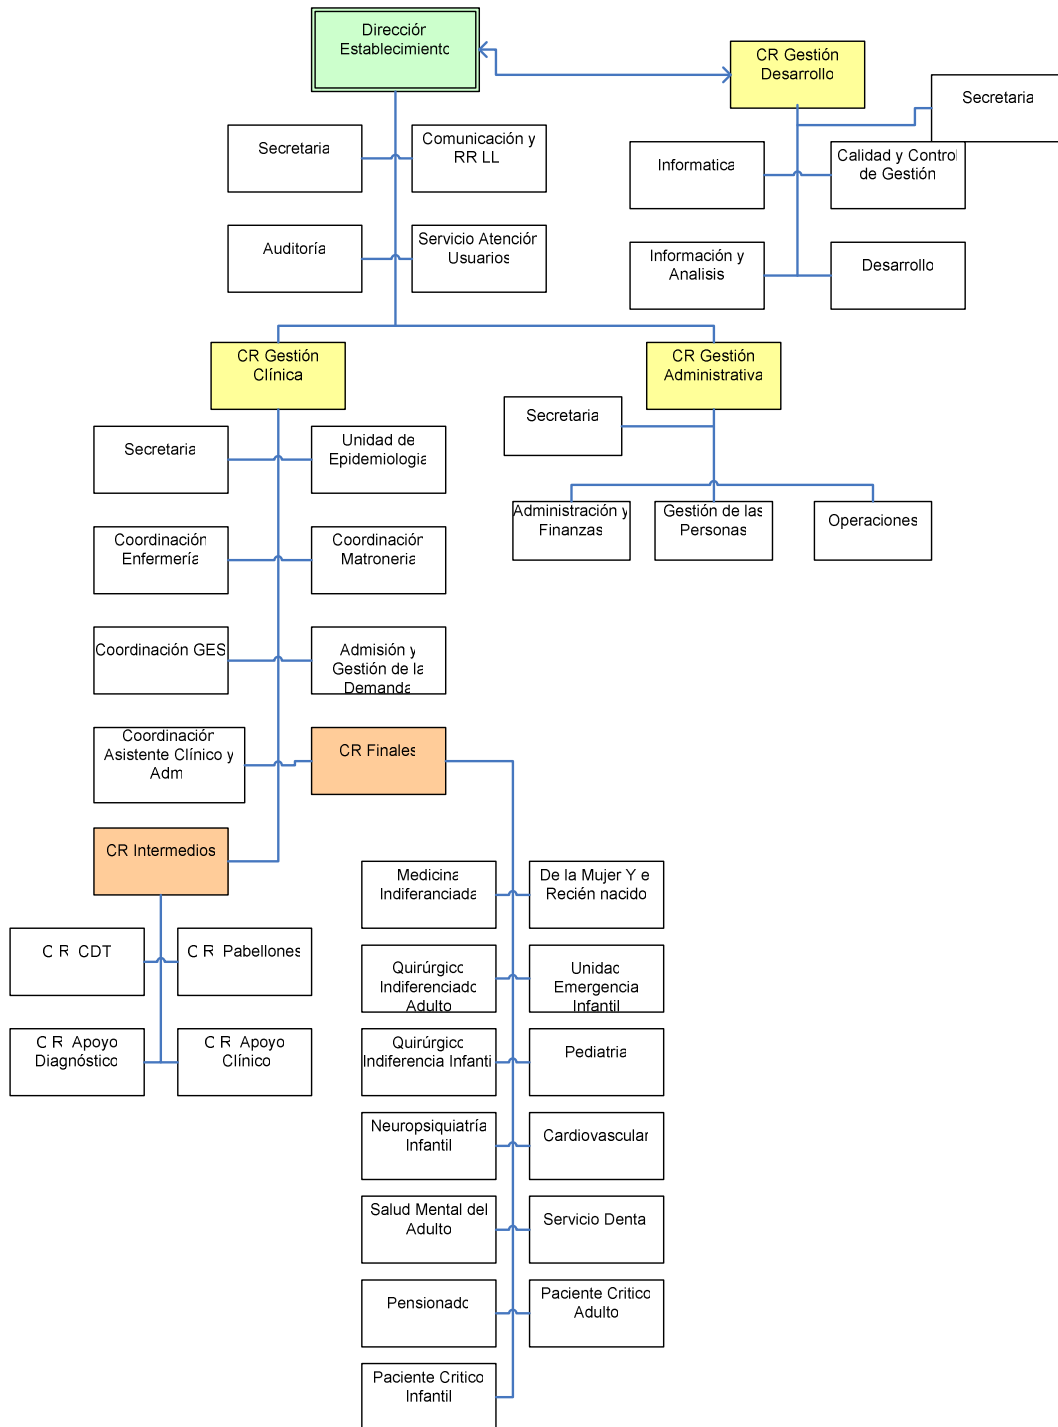 Dirección
Establecimiento
CR Gestión
Desarrollo
Secretaria
Secretaria
Comunicación y
RR LL
Informatica
Calidad y Control
de Gestión
Auditoría
Servicio Atención
Usuarios
Información y
Analisis
Desarrollo
CR Gestión
Clínica
CR Gestión
Administrativa
Secretaria
Secretaria
Unidad de
Epidemiologia
Administración y
Finanzas
Gestión de las
Personas
Operaciones
Coordinación
Enfermería
Coordinación
Matroneria
Coordinación GES
Admisión y
Gestión de la
Demanda
Coordinación
Asistente Clínico y
Adm
CR Finales
CR Intermedios
Medicina
Indiferanciada
De la Mujer Y e
Recién nacido
C R CDT
C R Pabellones
Quirúrgico
Indiferenciado
Adulto
Unidad
Emergencia
Infantil
C R Apoyo
Diagnóstico
C R Apoyo
Clínico
Quirúrgico
Indiferencia Infantil
Pediatria
Neuropsiquiatría
Infantil
Cardiovascular
Salud Mental del
Adulto
Servicio Denta
Pensionado
Paciente Critico
Adulto
Paciente Critico
Infantil